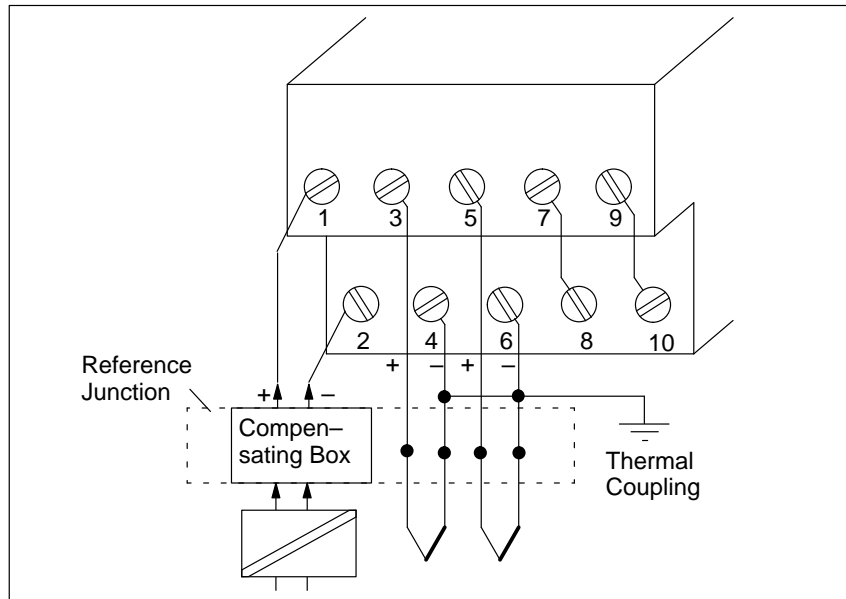 1 3 5 7 9
2 4 6 8 10
+ – + –
Reference
Junction
+ –
Compen–
sating Box
Thermal
Coupling